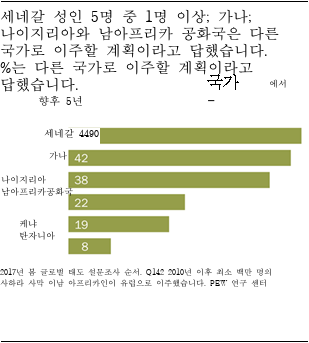 세네갈 성인 5명 중 1명 이상; 가나;
나이지리아와 남아프리카 공화국은 다른
국가로 이주할 계획이라고 답했습니다.
%는 다른 국가로 이주할 계획이라고
답했습니다. 국가 에서
향후 5년 –
세네갈 4490
가나 42
나이지리아 38
남아프리카공화국 22
케냐 19
탄자니아 8
2017년 봄 글로벌 태도 설문조사 순서. Q142 2010년 이후 최소 백만 명의
사하라 사막 이남 아프리카인이 유럽으로 이주했습니다. PEW 연구 센터